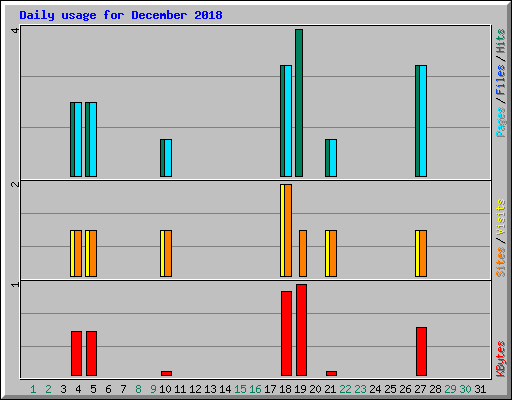 Daily usage for December 2018
4
2
1
Pages/Files/Hits
Sites/Visits
KBytes
1 2 3 4 5 6 7 8 9 10 11 12 13 14 15 16 17 18 19 20 21 22 23 24 25 26 27 28 29 30 31